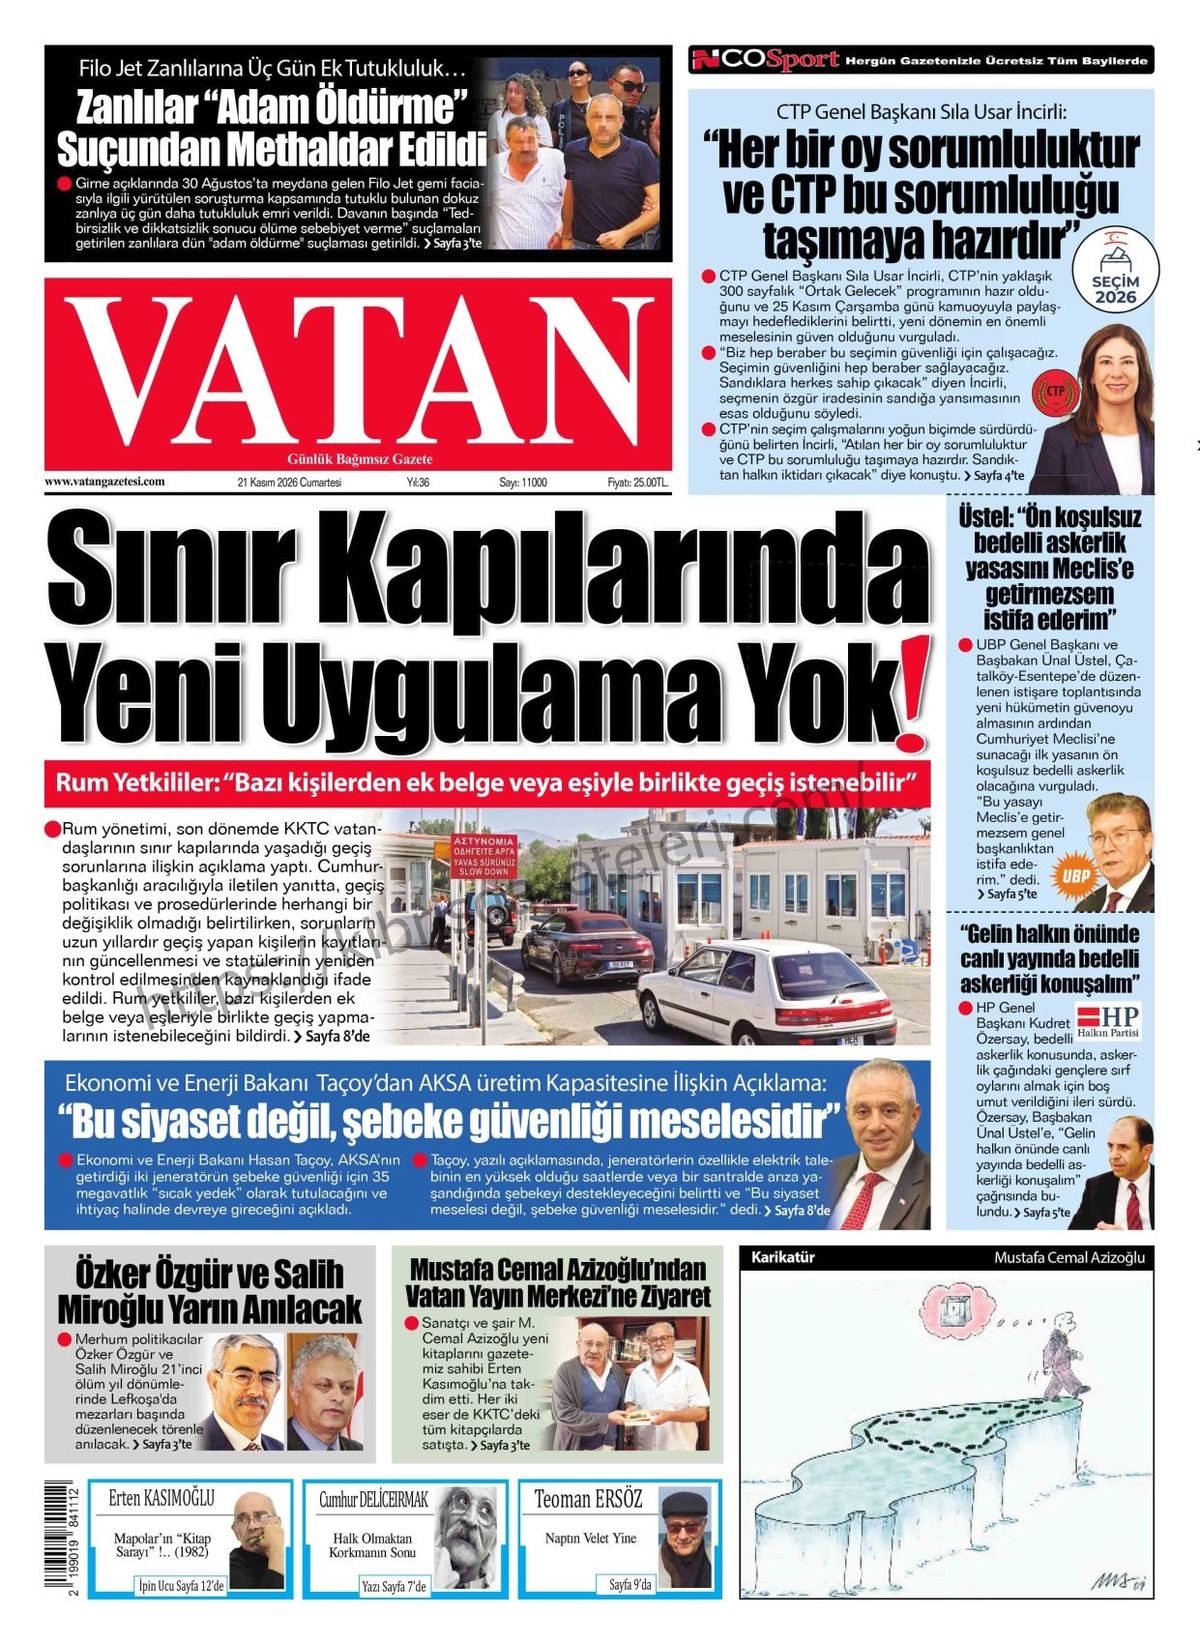 Filo Jet Zanlılarına Üç Gün Ek Tutukluluk...
Zanlılar “Adam Öldürme”
Suçundan Methaldar Edildi
Girne açıklarında 30 Ağustos’ta meydana gelen Filo Jet gemi facia-
sıyla ilgili yürütülen soruşturma kapsamında tutuklu bulunan dokuz
zanlıya üç gün daha tutukluluk emri verildi. Davanın başında “Ted-
birsizlik ve dikkatsizlik sonucu ölüme sebebiyet verme” suçlamaları
getirilen zanlılara dün "adam öldürme" suçlaması getirildi. ❯ Sayfa 3’te
NCOSport Hergün Gazetenizle Ücretsiz Tüm Bayilerde
CTP Genel Başkanı Sıla Usar İncirli:
“Her bir oy sorumluluktur
ve CTP bu sorumluluğu
taşımaya hazırdır”
CTP Genel Başkanı Sıla Usar İncirli, CTP’nin yaklaşık
300 sayfalık “Ortak Gelecek” programının hazır oldu-
ğunu ve 25 Kasım Çarşamba günü kamuoyuyla paylaş-
mayı hedeflediklerini belirtti, yeni dönemin en önemli
meselesinin güven olduğunu vurguladı.
“Biz hep beraber bu seçimin güvenliği için çalışacağız.
Seçimin güvenliğini hep beraber sağlayacağız.
Sandıklara herkes sahip çıkacak” diyen İncirli,
seçmenin özgür iradesinin sandığa yansımasının
esas olduğunu söyledi.
CTP’nin seçim çalışmalarını yoğun biçimde sürdürdü-
ğünü belirten İncirli, “Atılan her bir oy sorumluluktur
ve CTP bu sorumluluğu taşımaya hazırdır. Sandık-
tan halkın iktidarı çıkacak” diye konuştu. ❯ Sayfa 4’te
SEÇİM
2026
CTP
VATAN
Günlük Bağımsız Gazete
www.vatangazetesi.com 21 Kasım 2026 Cumartesi Yıl:36 Sayı: 11000 Fiyatı: 25.00TL.
Sınır Kapılarında
Yeni Uygulama Yok!
Rum Yetkililer: “Bazı kişilerden ek belge veya eşiyle birlikte geçiş istenebilir”
Rum yönetimi, son dönemde KKTC vatan-
daşlarının sınır kapılarında yaşadığı geçiş
sorunlarına ilişkin açıklama yaptı. Cumhur-
başkanlığı aracılığıyla iletilen yanıtta, geçiş
politikası ve prosedürlerinde herhangi bir
değişiklik olmadığı belirtilirken, sorunların
uzun yıllardır geçiş yapan kişilerin kayıtları-
nın güncellenmesi ve statülerinin yeniden
kontrol edilmesinden kaynaklandığı ifade
edildi. Rum yetkililer, bazı kişilerden ek
belge veya eşleriyle birlikte geçiş yapma-
larının istenebileceğini bildirdi. ❯ Sayfa 8’de
ΑΣΤΥΝΟΜΙΑ
ΟΔΗΓΕΙΤΕ ΑΡΓΑ
YAVAŞ SÜRÜNÜZ
SLOW DOWN
https://kibrisgazeteleri.com/
Üstel: “Ön koşulsuz
bedelli askerlik
yasasını Meclis’e
getirmezsem
istifa ederim”
UBP Genel Başkanı ve
Başbakan Ünal Üstel, Ça-
talköy-Esentepe’de düzen-
lenen istişare toplantısında
yeni hükümetin güvenoyu
almasının ardından
Cumhuriyet Meclisi’ne
sunacağı ilk yasanın ön
koşulsuz bedelli askerlik
olacağına vurguladı.
“Bu yasayı
Meclis’e getir-
mezsem genel
başkanlıktan
istifa ede-
rim.” dedi.
❯ Sayfa 5’te
UBP
“Gelin halkın önünde
canlı yayında bedelli
askerliği konuşalım”
HP Genel
Başkanı Kudret
Özersay, bedelli
askerlik konusunda, asker-
lik çağındaki gençlere sırf
oylarını almak için boş
umut verildiğini ileri sürdü.
Özersay, Başbakan
Ünal Üstel’e, “Gelin
halkın önünde canlı
yayında bedelli as-
kerliği konuşalım”
çağrısında bu-
lundu. ❯ Sayfa 5’te
HP
Halkın Partisi
Ekonomi ve Enerji Bakanı Taçoy’dan AKSA üretim Kapasitesine İlişkin Açıklama:
“Bu siyaset değil, şebeke güvenliği meselesidir”
Ekonomi ve Enerji Bakanı Hasan Taçoy, AKSA’nın
getirdiği iki jeneratörün şebeke güvenliği için 35
megavatlık “sıcak yedek” olarak tutulacağını ve
ihtiyaç halinde devreye gireceğini açıkladı.
Taçoy, yazılı açıklamasında, jeneratörlerin özellikle elektrik tale-
binin en yüksek olduğu saatlerde veya bir santralde arıza ya-
şandığında şebekeyi destekleyeceğini belirtti ve “Bu siyaset
meselesi değil, şebeke güvenliği meselesidir.” dedi. ❯ Sayfa 8’de
Özker Özgür ve Salih
Miroğlu Yarın Anılacak
Merhum politikacılar
Özker Özgür ve
Salih Miroğlu 21’inci
ölüm yıl dönümle-
rinde Lefkoşa'da
mezarları başında
düzenlenecek törenle
anılacak. ❯ Sayfa 3’te
Mustafa Cemal Azizoğlu’ndan
Vatan Yayın Merkezi’ne Ziyaret
Sanatçı ve şair M.
Cemal Azizoğlu yeni
kitaplarını gazete-
miz sahibi Erten
Kasımoğlu’na tak-
dim etti. Her iki
eser de KKTC’deki
tüm kitapçılarda
satışta. ❯ Sayfa 3’te
Karikatür Mustafa Cemal Azizoğlu
2 199019 841112
Erten KASIMOĞLU
Mapolar’ın “Kitap
Sarayı” !.. (1982)
İpin Ucu Sayfa 12’de
Cumhur DELİCEIRMAK
Halk Olmaktan
Korkmanın Sonu
Yazı Sayfa 7’de
Teoman ERSÖZ
Naptın Velet Yine
Sayfa 9’da